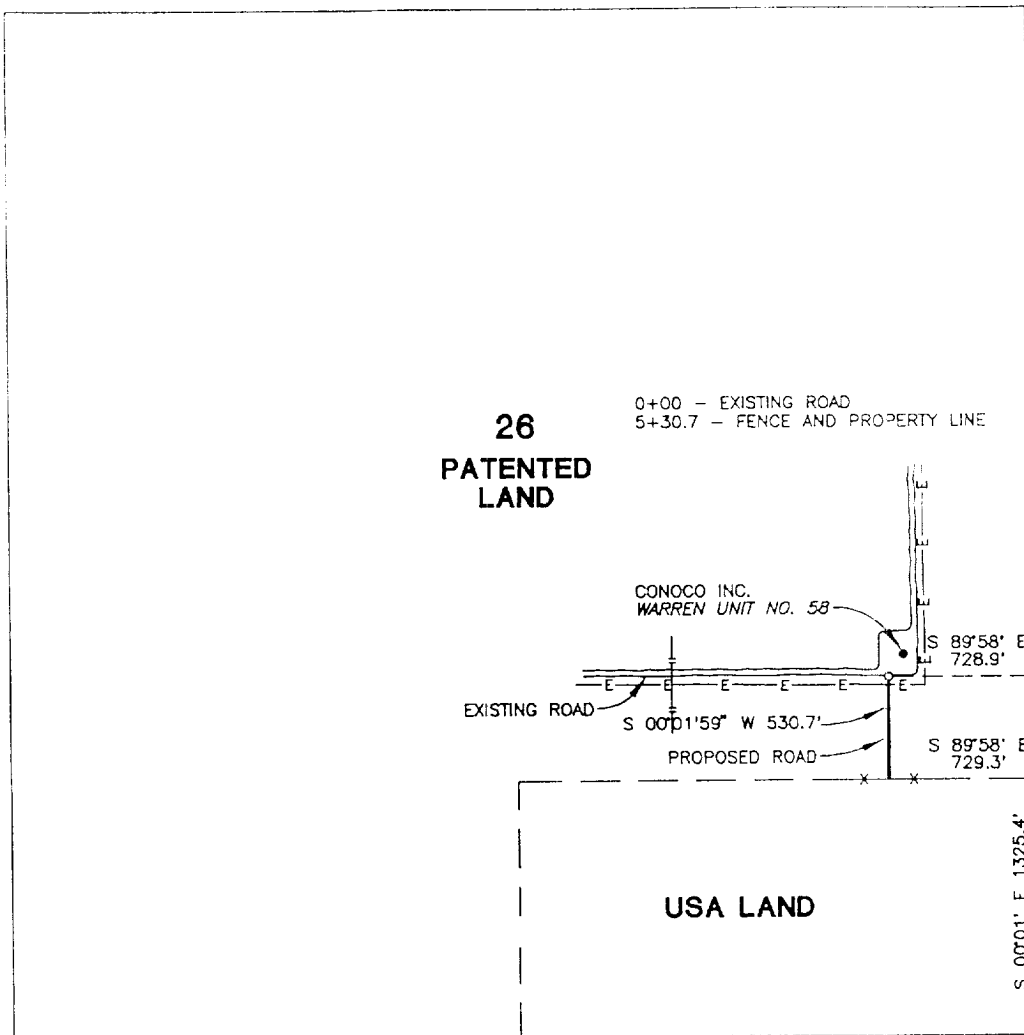 0+00 – EXISTING ROAD
5+30.7 – FENCE AND PROPERTY LINE
26
PATENTED
LAND
CONOCO INC.
WARREN UNIT NO. 58
S 89°58' E
728.9'
E E E E E E
E
E
E
E
EXISTING ROAD
S 00°01'59" W 530.7'
PROPOSED ROAD
S 89°58' E
729.3'
USA LAND
S 00°01' E 1325.4'